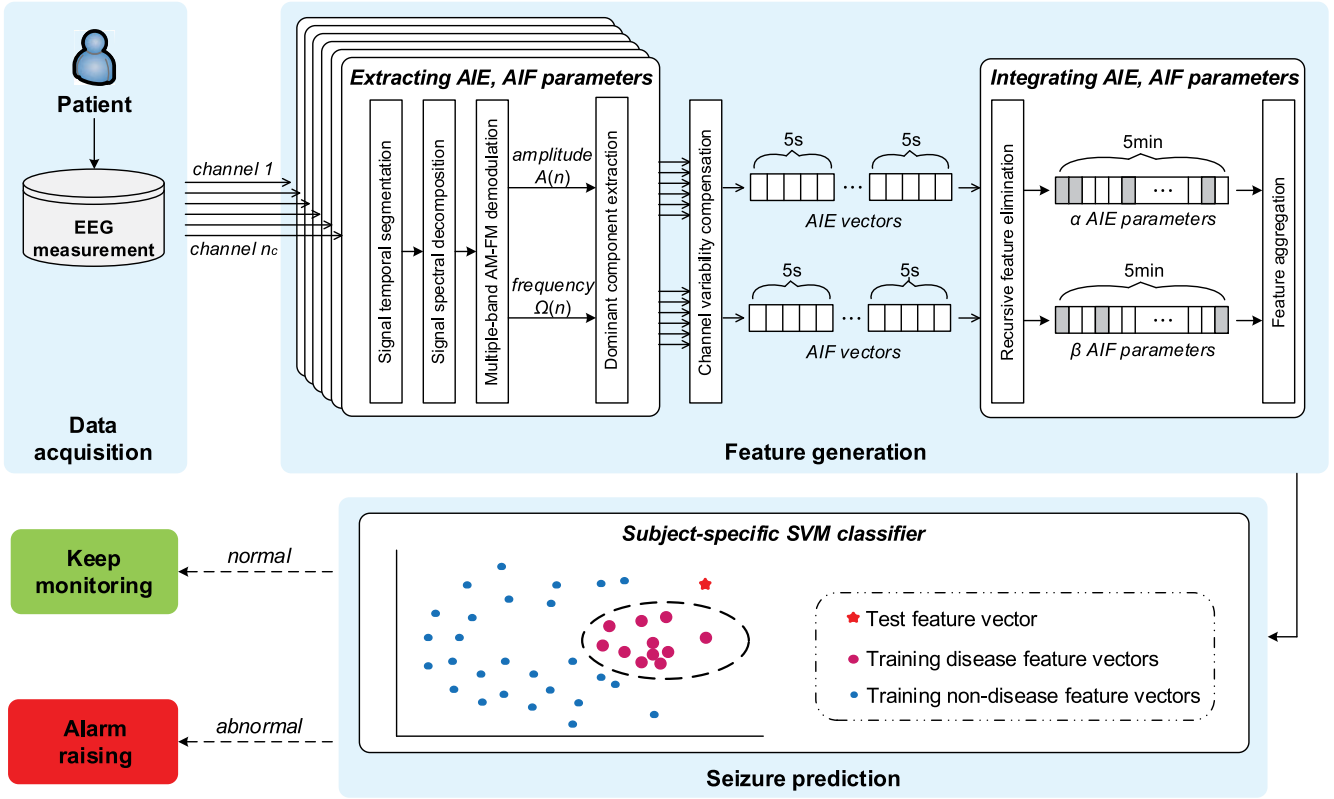 Patient
EEG
measurement
Data
acquisition
channel 1
channel nc
Extracting AIE, AIF parameters
Signal temporal segmentation
Signal spectral decomposition
Multiple-band AM-FM demodulation
amplitude
A(n)
frequency
Ω(n)
Dominant component extraction
Channel variability compensation
5s
5s
...
AIE vectors
5s
5s
...
AIF vectors
Integrating AIE, AIF parameters
Recursive feature elimination
5min
...
α AIE parameters
5min
...
β AIF parameters
Feature aggregation
Feature generation
Subject-specific SVM classifier
Test feature vector
Training disease feature vectors
Training non-disease feature vectors
Seizure prediction
normal
Keep
monitoring
abnormal
Alarm
raising